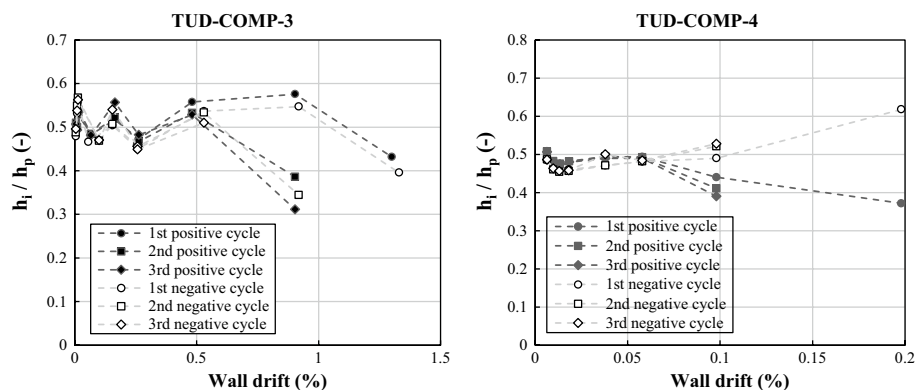 TUD-COMP-3
0.7
0.6
0.5
0.4
0.3
0.2
0.1
0
h_i / h_p (-)
1st positive cycle
2nd positive cycle
3rd positive cycle
1st negative cycle
2nd negative cycle
3rd negative cycle
0 0.5 1 1.5
Wall drift (%)
TUD-COMP-4
0.8
0.7
0.6
0.5
0.4
0.3
0.2
0.1
0
h_i / h_p (-)
1st positive cycle
2nd positive cycle
3rd positive cycle
1st negative cycle
2nd negative cycle
3rd negative cycle
0 0.05 0.1 0.15 0.2
Wall drift (%)